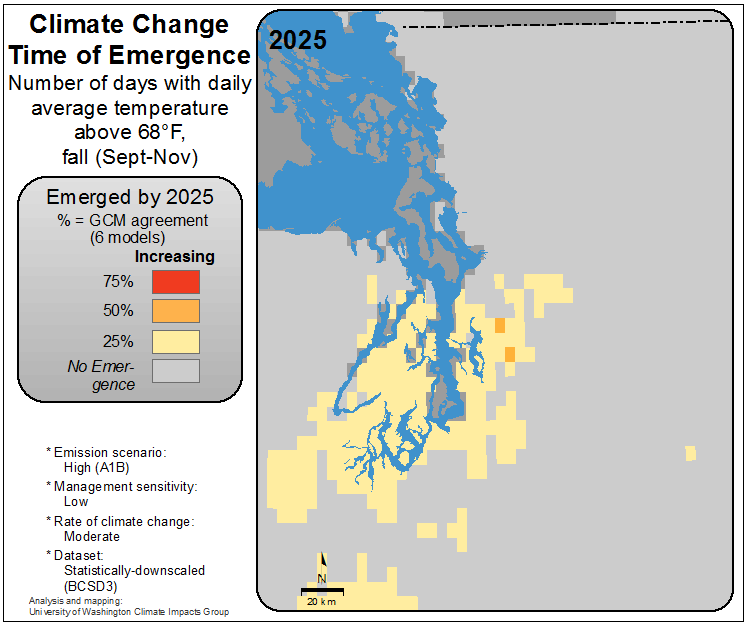 Climate Change
Time of Emergence
Number of days with daily
average temperature
above 68°F,
fall (Sept-Nov)
Emerged by 2025
% = GCM agreement
(6 models)
Increasing
75%
50%
25%
No Emer-
gence
* Emission scenario:
High (A1B)
* Management sensitivity:
Low
* Rate of climate change:
Moderate
* Dataset:
Statistically-downscaled
(BCSD3)
Analysis and mapping:
University of Washington Climate Impacts Group
2025
N
20 km